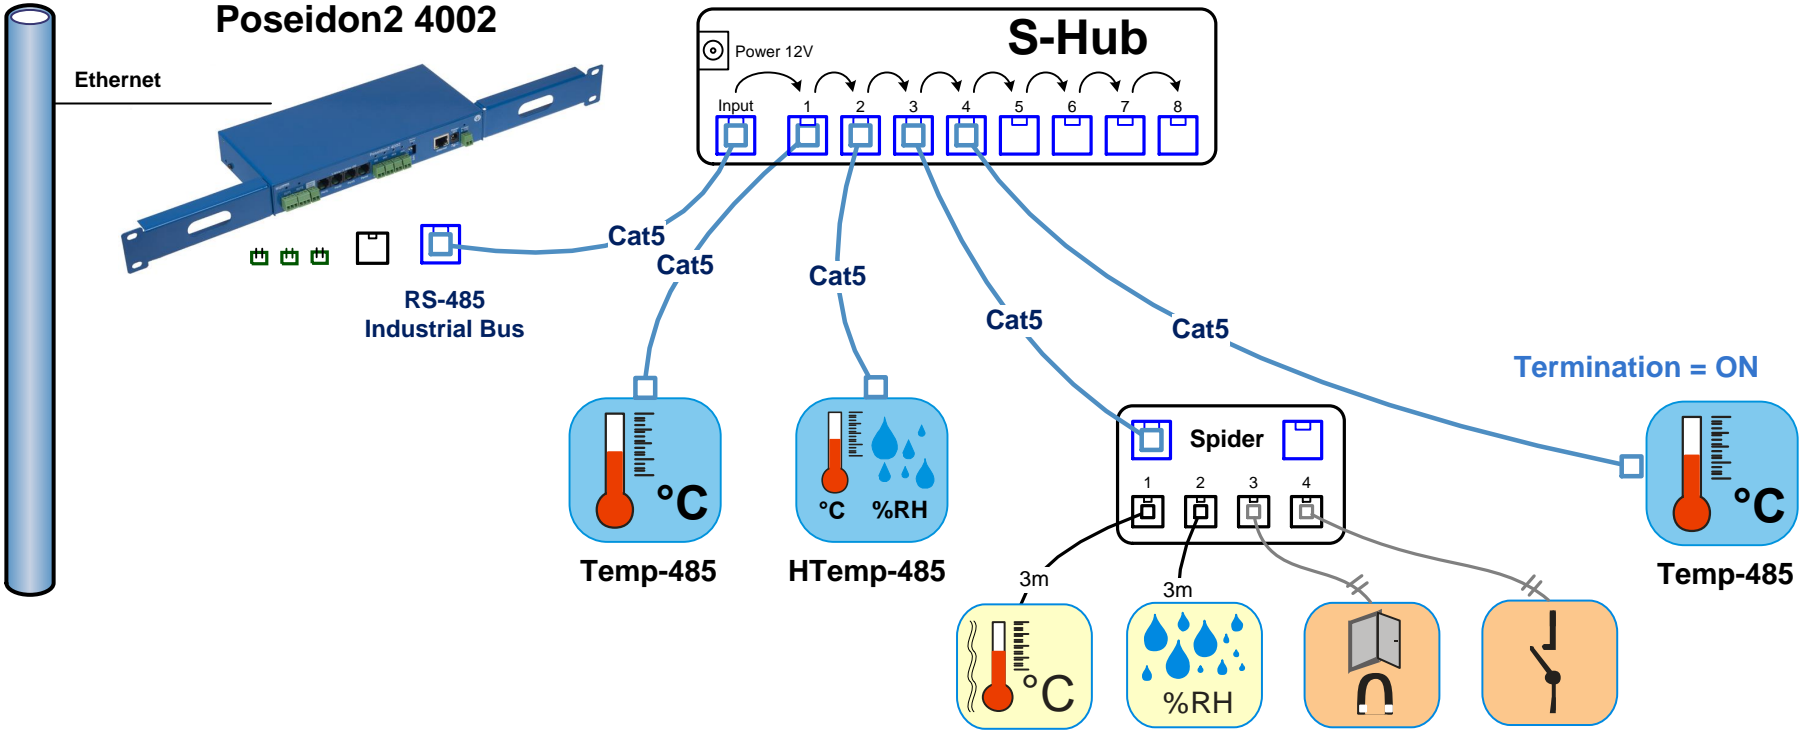 Poseidon2 4002
Ethernet
S-Hub
Power 12V
Input 1 2 3 4 5 6 7 8
Cat5
Cat5
Cat5
Cat5
Cat5
RS-485
Industrial Bus
Termination = ON
Spider
1 2 3 4
°C
°C %RH
°C
Temp-485
HTemp-485
Temp-485
3m
3m
°C
%RH